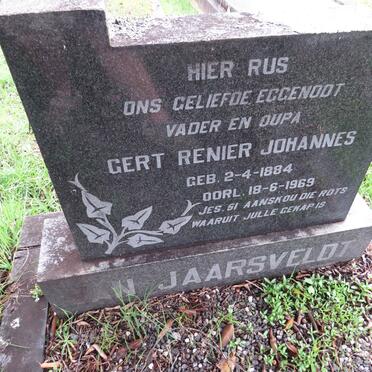 HIER RUS
ONS GELIEFDE EGGENOOT
VADER EN OUPA
GERT RENIER JOHANNES
GEB. 2-4-1884
OORL. 18-6-1969
JES. 51 AANSKOU DIE ROTS
WAARUIT JULLE GEKAP IS
N JAARSVELDT